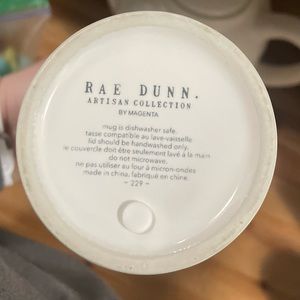 RAE DUNN.
ARTISAN COLLECTION
BY MAGENTA
mug is dishwasher safe.
tasse compatible au lave-vaisselle.
lid should be handwashed only.
le couvercle doit être seulement lavé à la main
do not microwave.
ne pas utiliser au four à micron-ondes
made in china, fabriqué en chine.
- 229 -